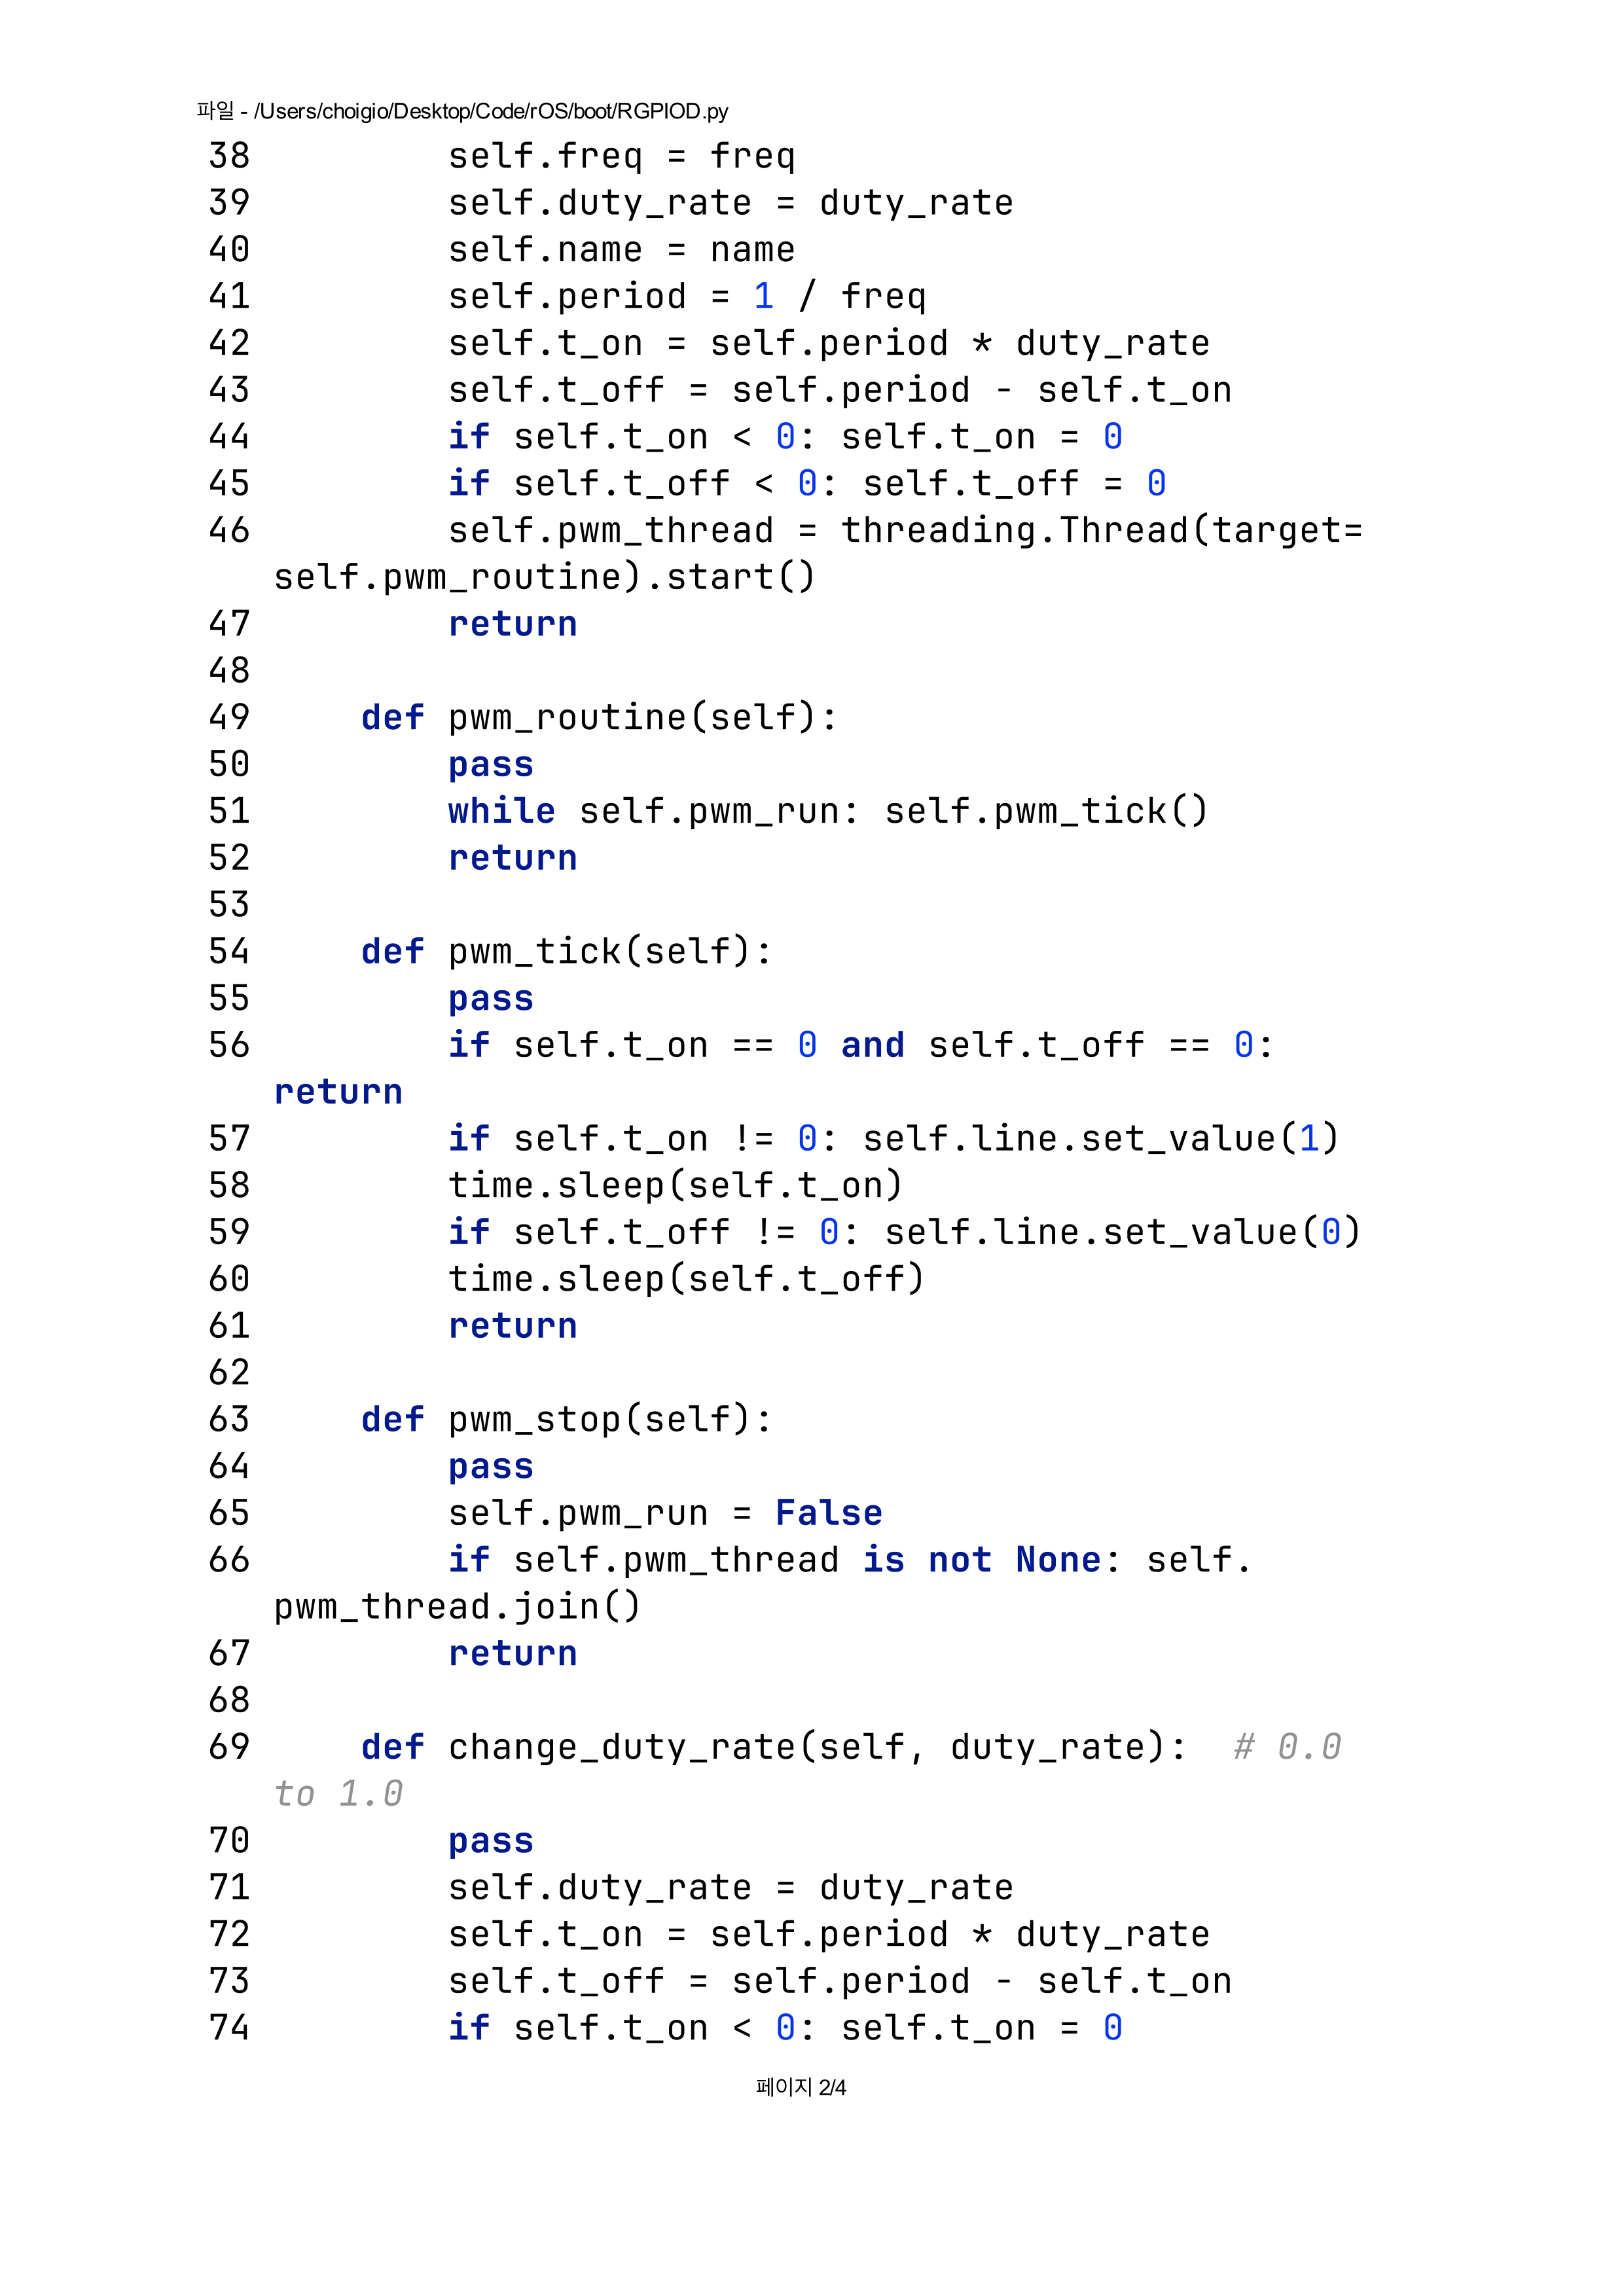 파일 - /Users/choigio/Desktop/Code/rOS/boot/RGPIOD.py
38         self.freq = freq
39         self.duty_rate = duty_rate
40         self.name = name
41         self.period = 1 / freq
42         self.t_on = self.period * duty_rate
43         self.t_off = self.period - self.t_on
44         if self.t_on < 0: self.t_on = 0
45         if self.t_off < 0: self.t_off = 0
46         self.pwm_thread = threading.Thread(target=
self.pwm_routine).start()
47         return
48
49     def pwm_routine(self):
50         pass
51         while self.pwm_run: self.pwm_tick()
52         return
53
54     def pwm_tick(self):
55         pass
56         if self.t_on == 0 and self.t_off == 0:
return
57         if self.t_on != 0: self.line.set_value(1)
58         time.sleep(self.t_on)
59         if self.t_off != 0: self.line.set_value(0)
60         time.sleep(self.t_off)
61         return
62
63     def pwm_stop(self):
64         pass
65         self.pwm_run = False
66         if self.pwm_thread is not None: self.
pwm_thread.join()
67         return
68
69     def change_duty_rate(self, duty_rate):  # 0.0
to 1.0
70         pass
71         self.duty_rate = duty_rate
72         self.t_on = self.period * duty_rate
73         self.t_off = self.period - self.t_on
74         if self.t_on < 0: self.t_on = 0
페이지 2/4